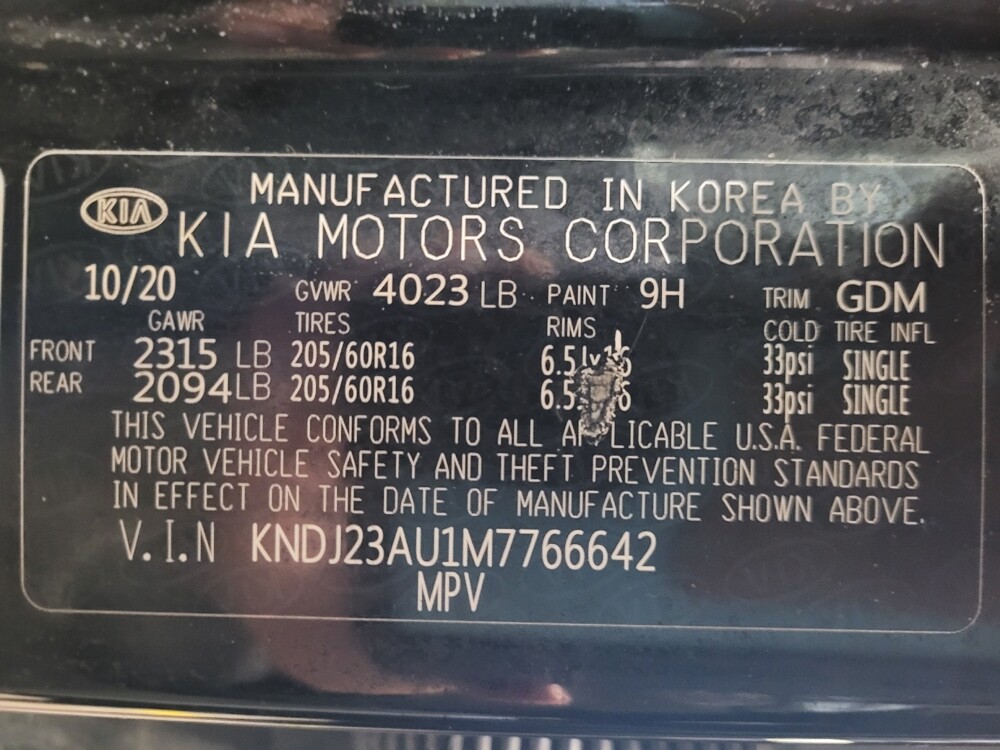 KIA
MANUFACTURED IN KOREA BY
KIA MOTORS CORPORATION
10/20 GVWR 4023 LB PAINT 9H TRIM GDM
GAWR TIRES RIMS COLD TIRE INFL
FRONT 2315 LB 205/60R16 33psi SINGLE
REAR 2094 LB 205/60R16 33psi SINGLE
THIS VEHICLE CONFORMS TO ALL APPLICABLE U.S.A. FEDERAL
MOTOR VEHICLE SAFETY AND THEFT PREVENTION STANDARDS
IN EFFECT ON THE DATE OF MANUFACTURE SHOWN ABOVE.
V.I.N KNDJ23AU1M7766642
MPV